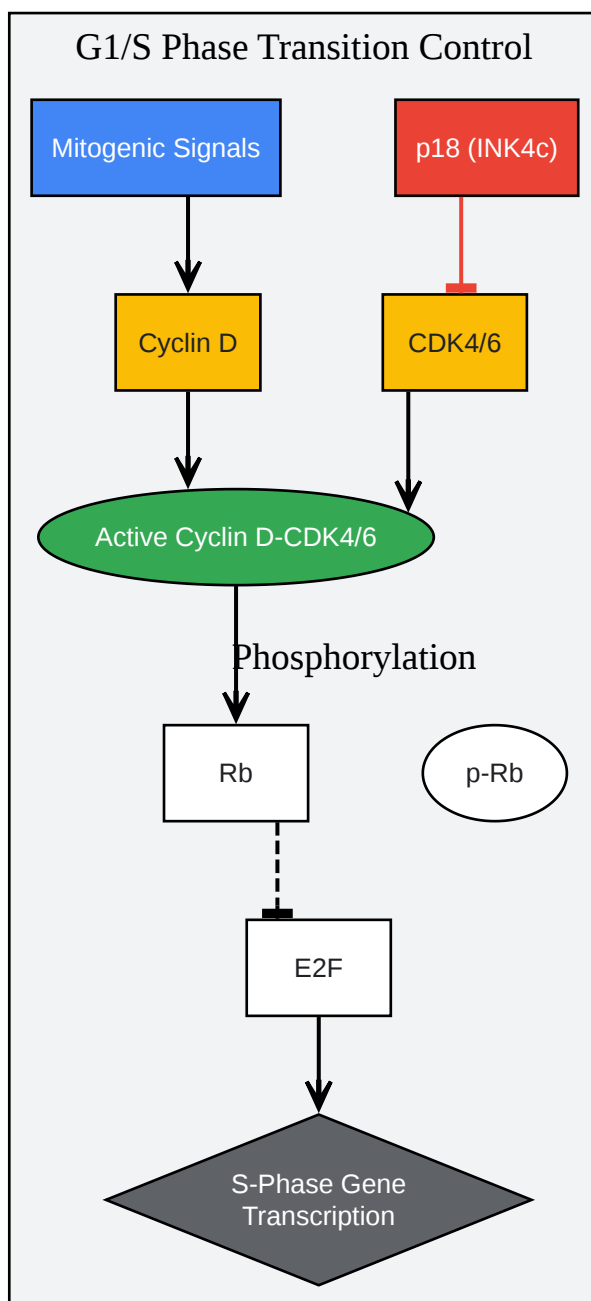 G1/S Phase Transition Control
Mitogenic Signals
p18 (INK4c)
Cyclin D
CDK4/6
Active Cyclin D-CDK4/6
Phosphorylation
Rb
p-Rb
E2F
S-Phase Gene
Transcription